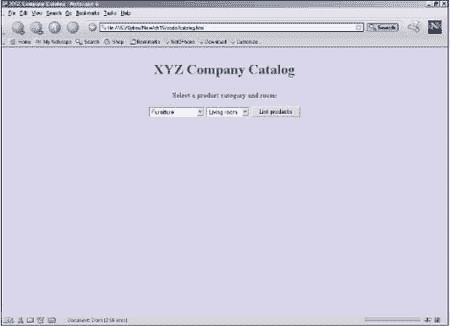 XYZ Company Catalog - Netscape 6
File Edit View Search Go Bookmarks Tasks Help
Search
Home My Netscape Search Shop Bookmarks Net2Phone Download Customize...
XYZ Company Catalog
Select a product category and room:
Furniture Living room List products
Document: Done